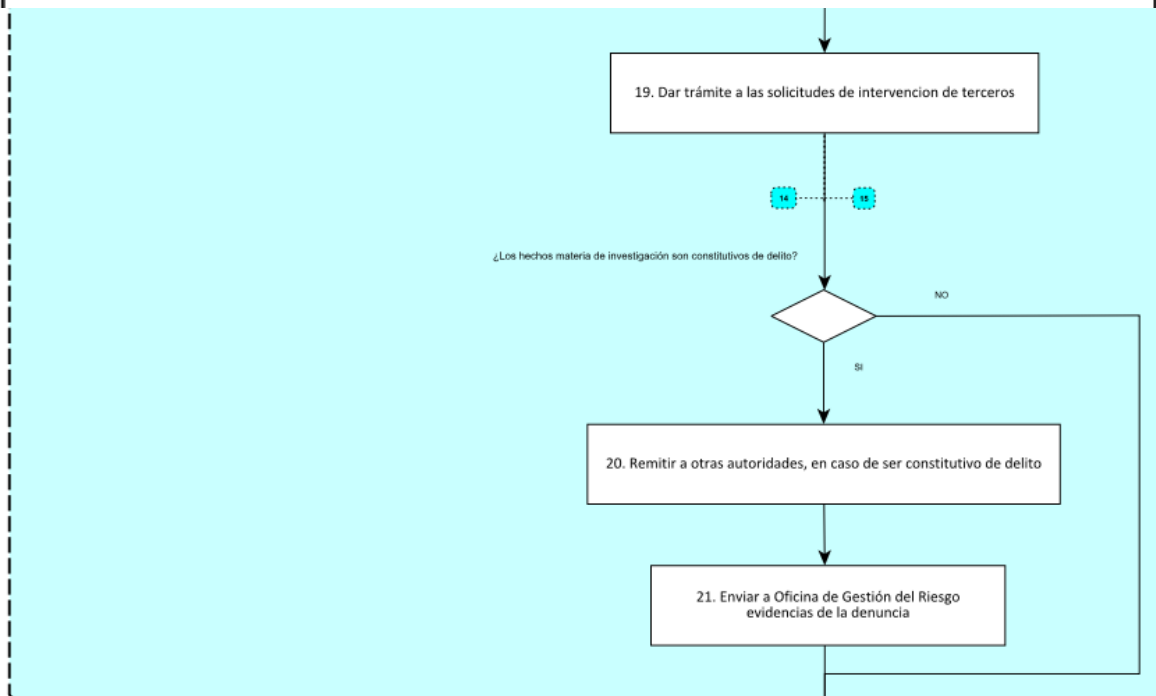 19. Dar trámite a las solicitudes de intervencion de terceros
14
15
¿Los hechos materia de investigación son constitutivos de delito?
NO
SI
20. Remitir a otras autoridades, en caso de ser constitutivo de delito
21. Enviar a Oficina de Gestión del Riesgo
evidencias de la denuncia